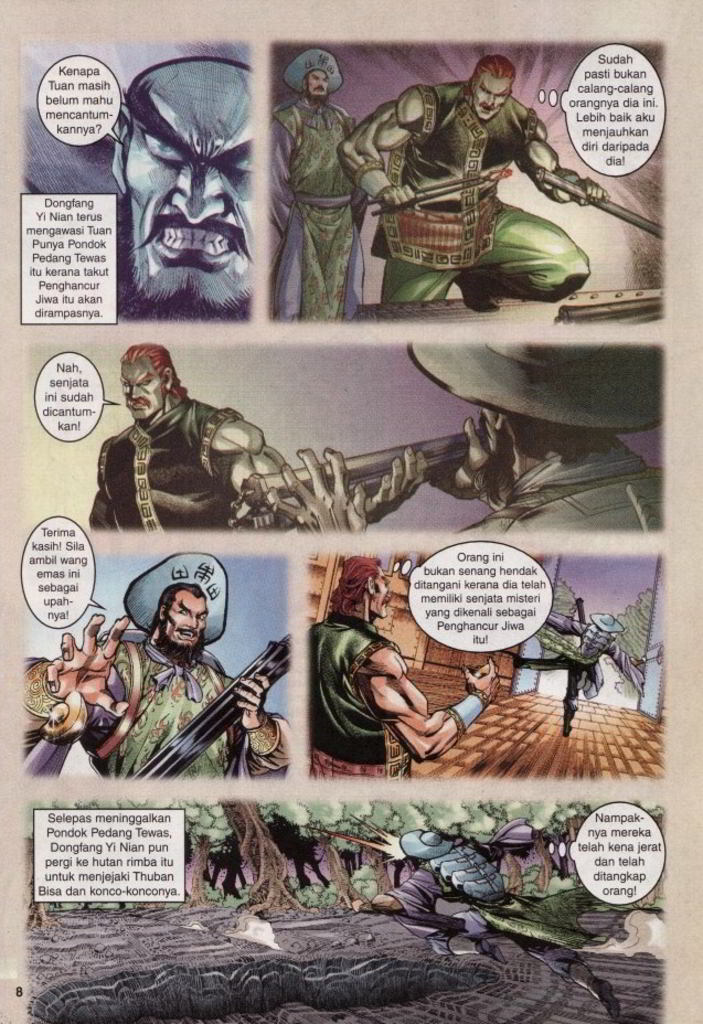 Kenapa
Tuan masih
belum mahu
mencantum-
kannya?
Dongfang
Yi Nian terus
mengawasi Tuan
Punya Pondok
Pedang Tewas
itu kerana takut
Penghancur
Jiwa itu akan
dirampasnya.
Sudah
pasti bukan
calang-calang
orangnya dia ini.
Lebih baik aku
menjauhkan
diri daripada
dia!
Nah,
senjata
ini sudah
dicantum-
kan!
Terima
kasih! Sila
ambil wang
emas ini
sebagai
upah-
nya!
Orang ini
bukan senang hendak
ditangani kerana dia telah
memiliki senjata misteri
yang dikenali sebagai
Penghancur Jiwa
itu!
Selepas meninggalkan
Pondok Pedang Tewas,
Dongfang Yi Nian pun
pergi ke hutan rimba itu
untuk menjejaki Thuban
Bisa dan konco-konconya.
Nampak-
nya mereka
telah kena jerat
dan telah
ditangkap
orang!
8